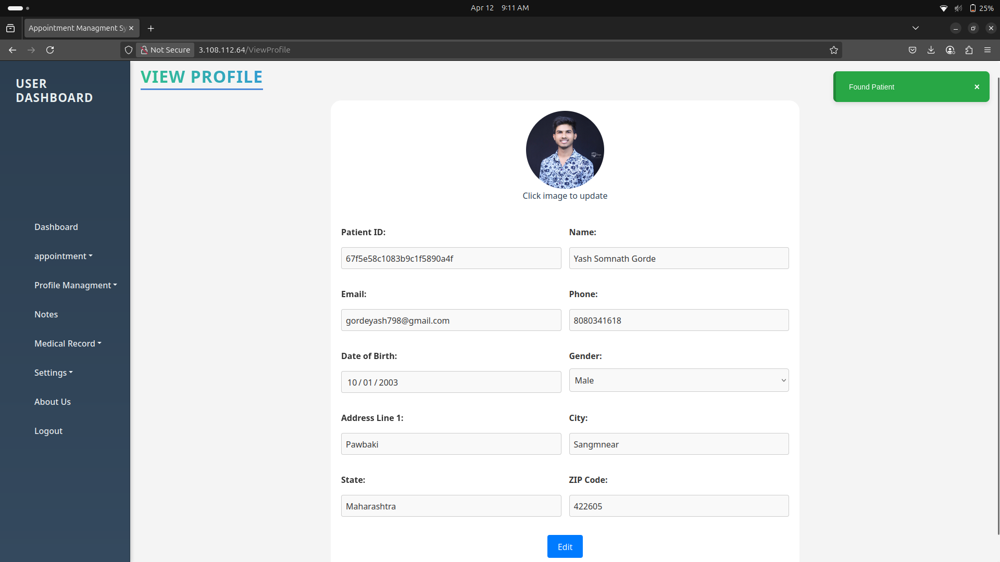 Apr 12 9:11 AM
25%
Appointment Managment Sy
Not Secure 3.108.112.64/ViewProfile
USER
DASHBOARD
Dashboard
appointment
Profile Managment
Notes
Medical Record
Settings
About Us
Logout
VIEW PROFILE
Found Patient
Click image to update
Patient ID: Name:
67f5e58c1083b9c1f5890a4f Yash Somnath Gorde
Email: Phone:
gordeyash798@gmail.com 8080341618
Date of Birth: Gender:
10 / 01 / 2003 Male
Address Line 1: City:
Pawbaki Sangmnear
State: ZIP Code:
Maharashtra 422605
Edit